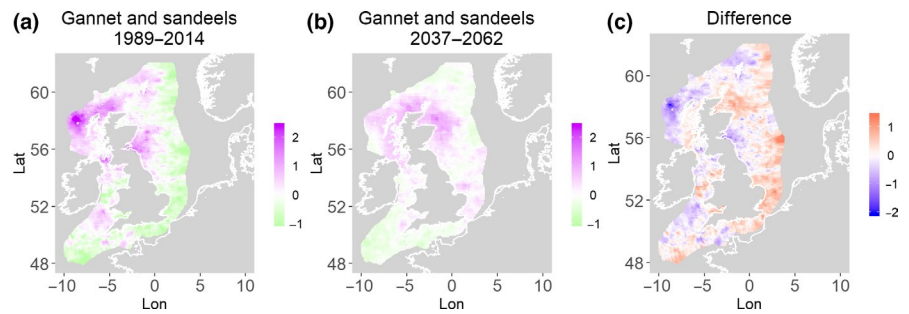 (a) Gannet and sandeels
1989–2014
Lat
60
56
52
48
−10 −5 0 5 10
Lon
2
1
0
−1
(b) Gannet and sandeels
2037–2062
Lat
60
56
52
48
−10 −5 0 5 10
Lon
2
1
0
−1
(c) Difference
Lat
60
56
52
48
−10 −5 0 5 10
Lon
1
0
−1
−2